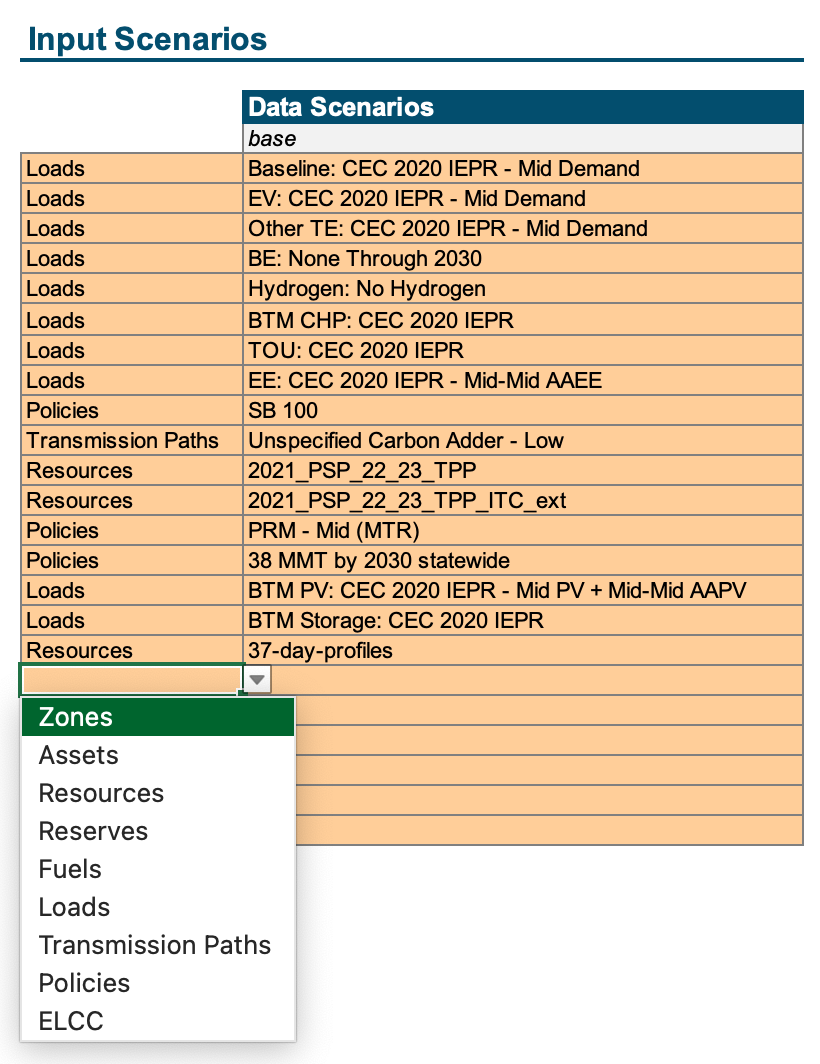 Input Scenarios
Data Scenarios
base
Loads Baseline: CEC 2020 IEPR - Mid Demand
Loads EV: CEC 2020 IEPR - Mid Demand
Loads Other TE: CEC 2020 IEPR - Mid Demand
Loads BE: None Through 2030
Loads Hydrogen: No Hydrogen
Loads BTM CHP: CEC 2020 IEPR
Loads TOU: CEC 2020 IEPR
Loads EE: CEC 2020 IEPR - Mid-Mid AAEE
Policies SB 100
Transmission Paths Unspecified Carbon Adder - Low
Resources 2021_PSP_22_23_TPP
Resources 2021_PSP_22_23_TPP_ITC_ext
Policies PRM - Mid (MTR)
Policies 38 MMT by 2030 statewide
Loads BTM PV: CEC 2020 IEPR - Mid PV + Mid-Mid AAPV
Loads BTM Storage: CEC 2020 IEPR
Resources 37-day-profiles
Zones
Assets
Resources
Reserves
Fuels
Loads
Transmission Paths
Policies
ELCC